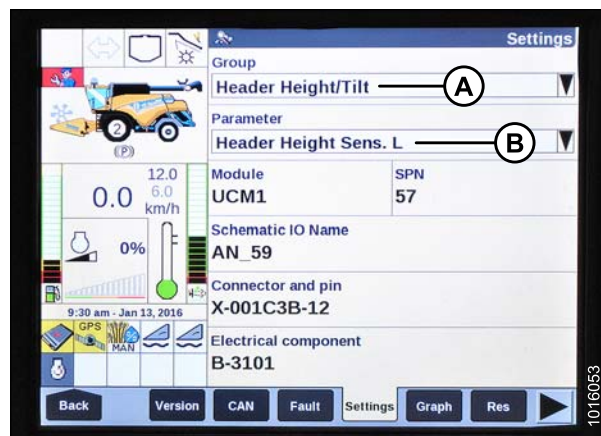 Settings
Group
Header Height/Tilt
A
Parameter
Header Height Sens. L
B
2
(P)
12.0
0.0 6.0
km/h
Module SPN
UCM1 57
0%
Schematic IO Name
AN_59
Connector and pin
X-001C3B-12
9:30 am - Jan 13, 2016
GPS
MAN
Electrical component
B-3101
Back Version CAN Fault Settings Graph Res
1016053